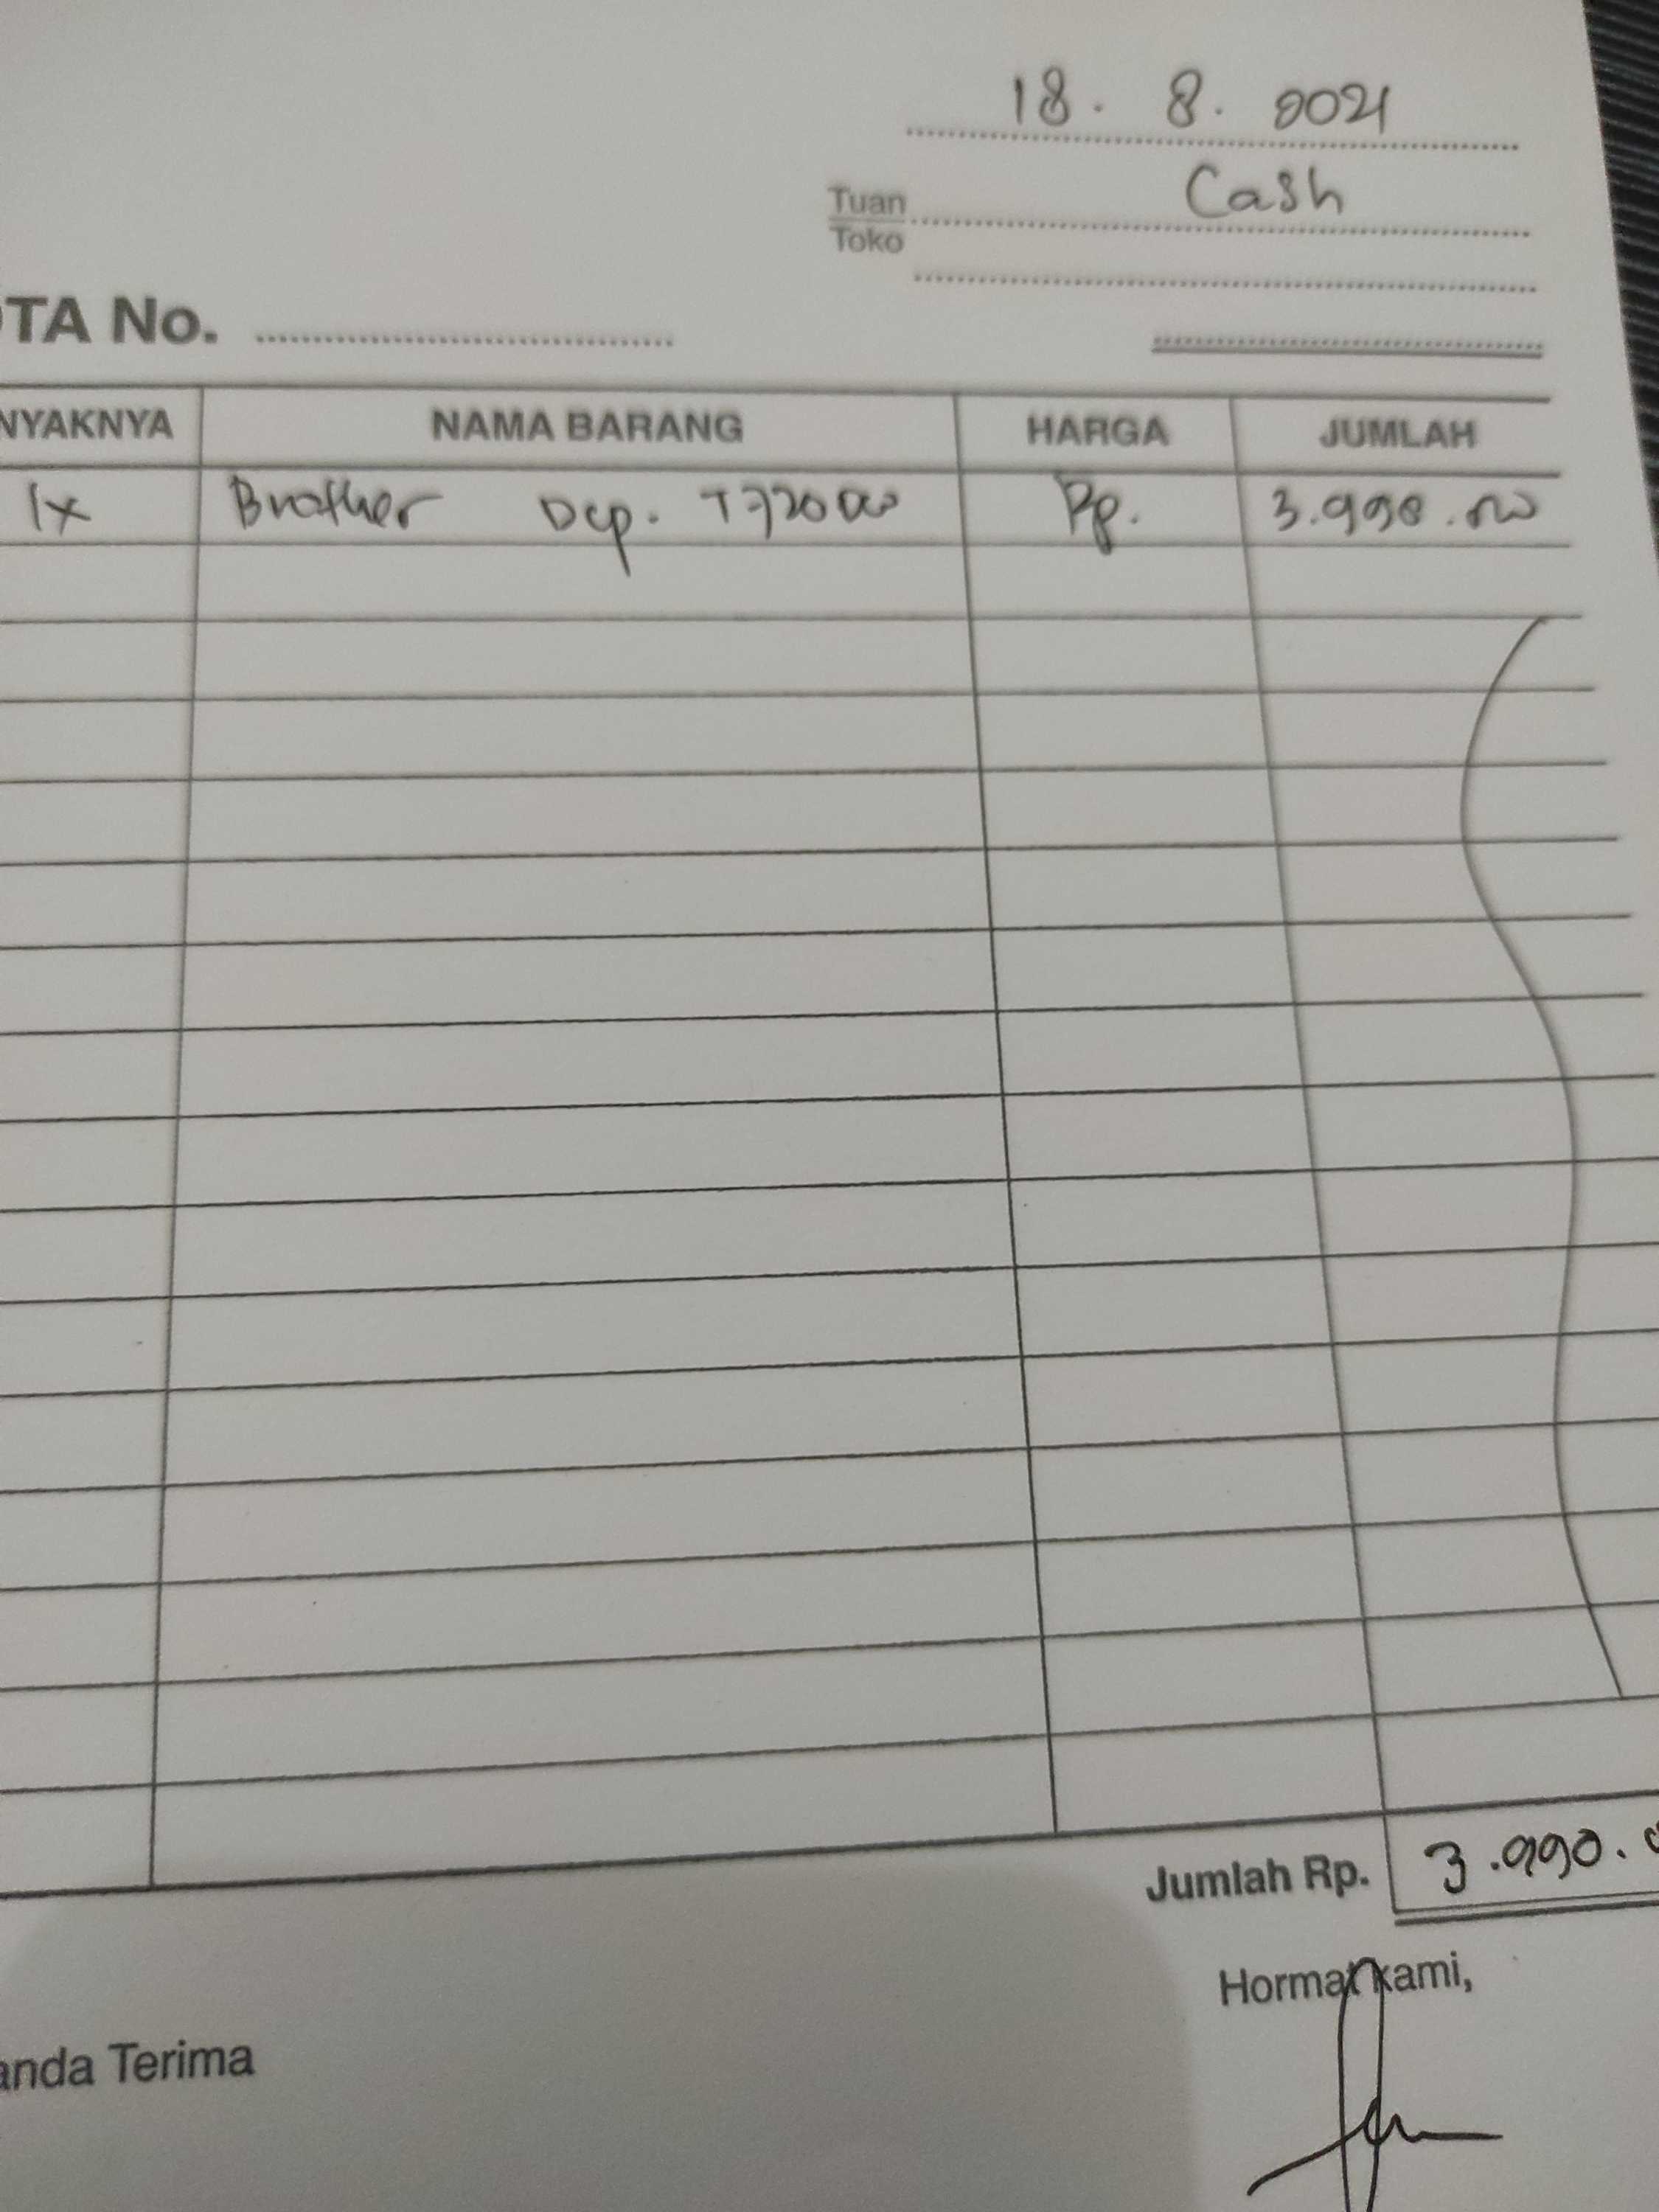 18. 8. 2021
Tuan Cash
Toko
OTA No.
NYAKNYA NAMA BARANG HARGA JUMLAH
1x Brother Dcp. T720DW Rp. 3.990.000
Jumlah Rp. 3.990.
Hormat kami,
anda Terima